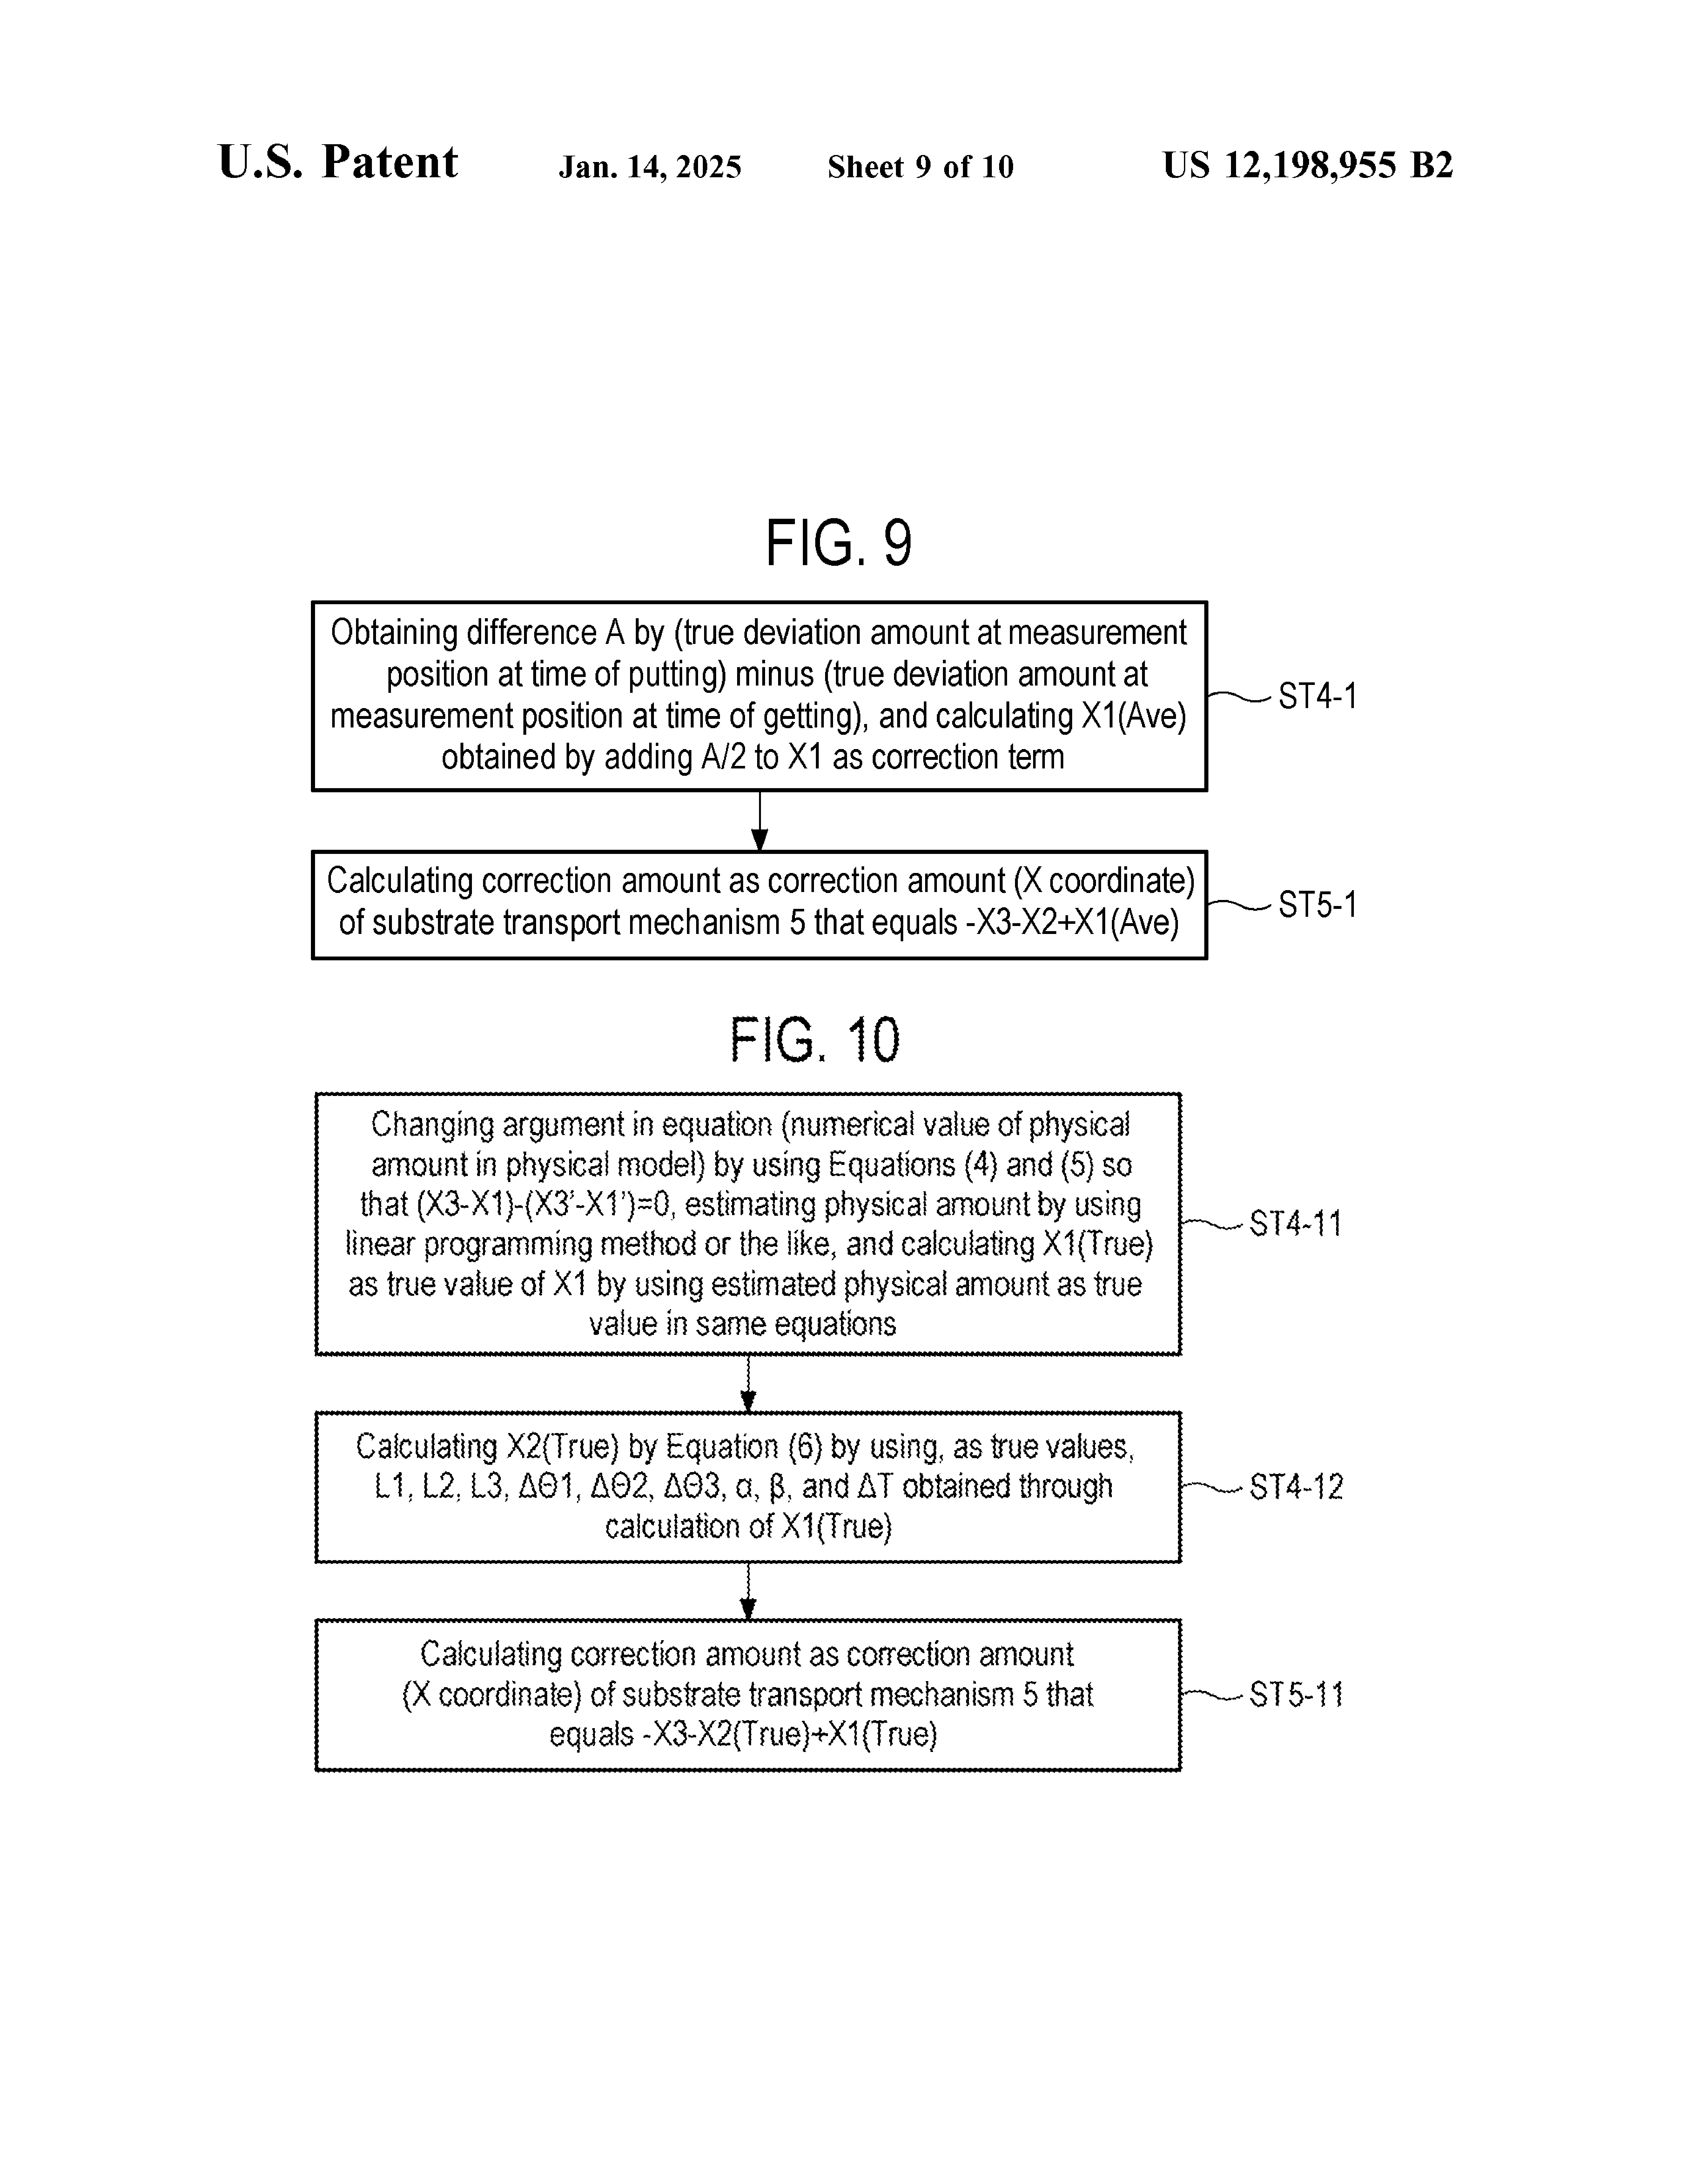 U.S. Patent Jan. 14, 2025 Sheet 9 of 10 US 12,198,955 B2
FIG. 9
Obtaining difference A by (true deviation amount at measurement
position at time of putting) minus (true deviation amount at
measurement position at time of getting), and calculating X1(Ave)
obtained by adding A/2 to X1 as correction term
ST4-1
Calculating correction amount as correction amount (X coordinate)
of substrate transport mechanism 5 that equals -X3-X2+X1(Ave)
ST5-1
FIG. 10
Changing argument in equation (numerical value of physical
amount in physical model) by using Equations (4) and (5) so
that (X3-X1)-(X3'-X1')=0, estimating physical amount by using
linear programming method or the like, and calculating X1(True)
as true value of X1 by using estimated physical amount as true
value in same equations
ST4-11
Calculating X2(True) by Equation (6) by using, as true values,
L1, L2, L3, ΔΘ1, ΔΘ2, ΔΘ3, α, β, and ΔT obtained through
calculation of X1(True)
ST4-12
Calculating correction amount as correction amount
(X coordinate) of substrate transport mechanism 5 that
equals -X3-X2(True)+X1(True)
ST5-11